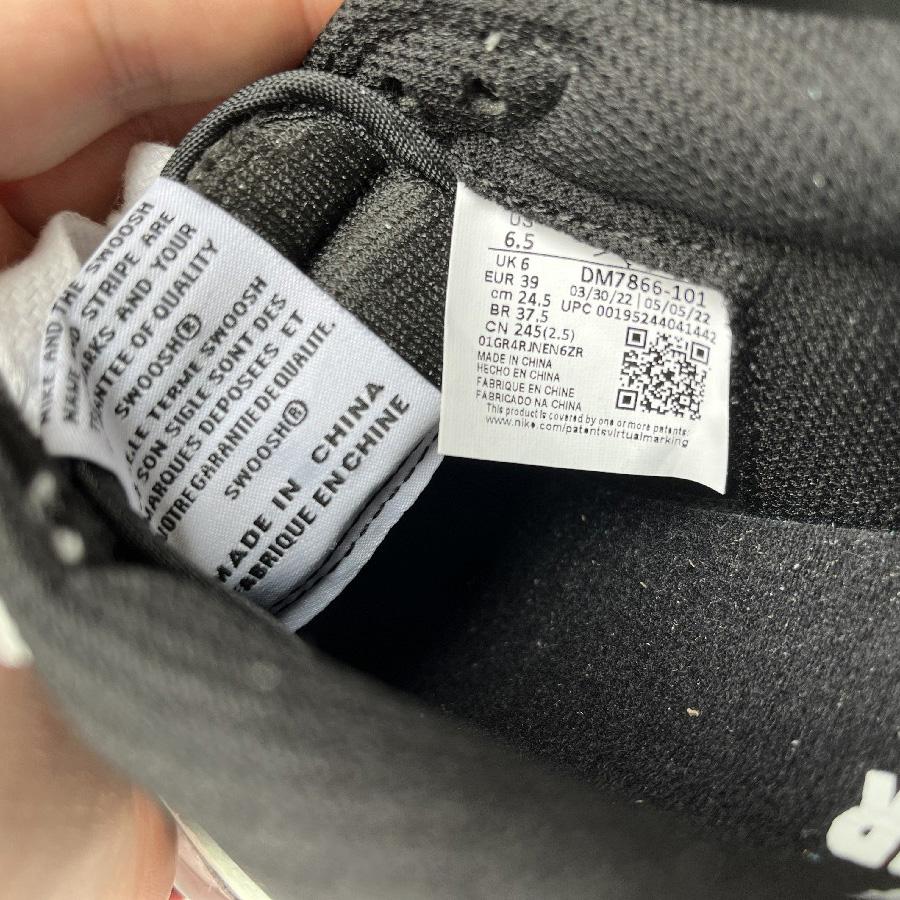 NIKE AND THE SWOOSH
STRIPE ARE
MARKS AND YOUR
GUARANTEE OF QUALITY
SWOOSH®
LE TERME SWOOSH
SON SIGLE SONT DES
MARQUES DEPOSEES ET
VOTRE GARANTIE DE QUALITE.
SWOOSH®
MADE IN CHINA
FABRIQUE EN CHINE
US
6.5
UK 6
EUR 39
cm 24.5
BR 37.5
CN 245(2.5)
DM7866-101
03/30/22 | 05/05/22
UPC 00195244041442
01GR4RJNEN6ZR
MADE IN CHINA
HECHO EN CHINA
FABRIQUE EN CHINE
FABRICADO NA CHINA
This product is covered by one or more patents:
www.nike.com/patentsvirtualmarking